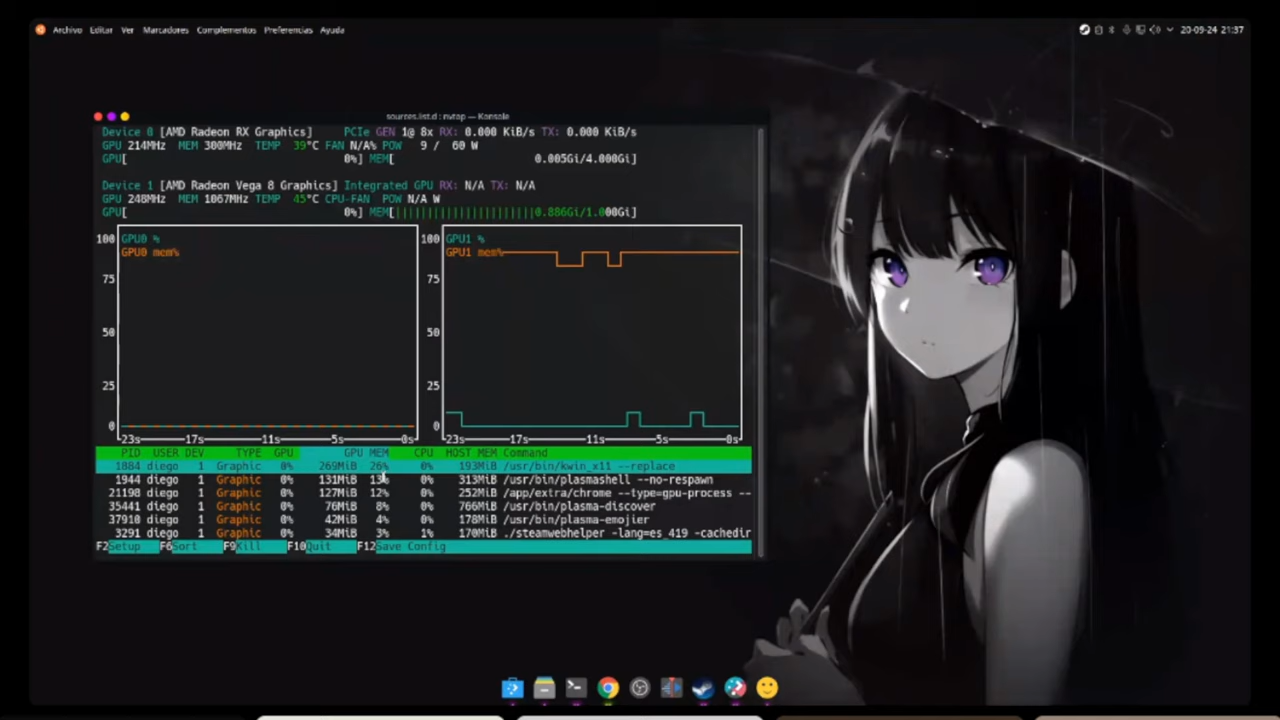 Archivo Editar Ver Marcadores Complementos Preferencias Ayuda
20-09-24 21:37
sources.list.d : nvtop — Konsole
Device 0 [AMD Radeon RX Graphics] PCIe GEN 1@ 8x RX: 0.000 KiB/s TX: 0.000 KiB/s
GPU 214MHz MEM 300MHz TEMP 39°C FAN N/A% POW 9 / 60 W
GPU[ 0%] MEM[ 0.005Gi/4.000Gi]
Device 1 [AMD Radeon Vega 8 Graphics] Integrated GPU RX: N/A TX: N/A
GPU 248MHz MEM 1067MHz TEMP 45°C CPU-FAN POW N/A W
GPU[ 0%] MEM[||||||||||||||||||||||0.886Gi/1.000Gi]
100 GPU0 % 100 GPU1 %
GPU0 mem% GPU1 mem%
75 75
50 50
25 25
0 0
23s 17s 11s 5s 0s 23s 17s 11s 5s 0s
PID USER DEV TYPE GPU GPU MEM CPU HOST MEM Command
1884 diego 1 Graphic 0% 269MiB 26% 0% 193MiB /usr/bin/kwin_x11 --replace
1944 diego 1 Graphic 0% 131MiB 13% 0% 313MiB /usr/bin/plasmashell --no-respawn
21198 diego 1 Graphic 0% 127MiB 12% 0% 252MiB /app/extra/chrome --type=gpu-process --
35441 diego 1 Graphic 0% 76MiB 8% 0% 766MiB /usr/bin/plasma-discover
37910 diego 1 Graphic 0% 42MiB 4% 0% 178MiB /usr/bin/plasma-emojier
3291 diego 1 Graphic 0% 34MiB 3% 1% 170MiB ./steamwebhelper -lang=es_419 -cachedir
F2Setup F6Sort F9Kill F10Quit F12Save Config